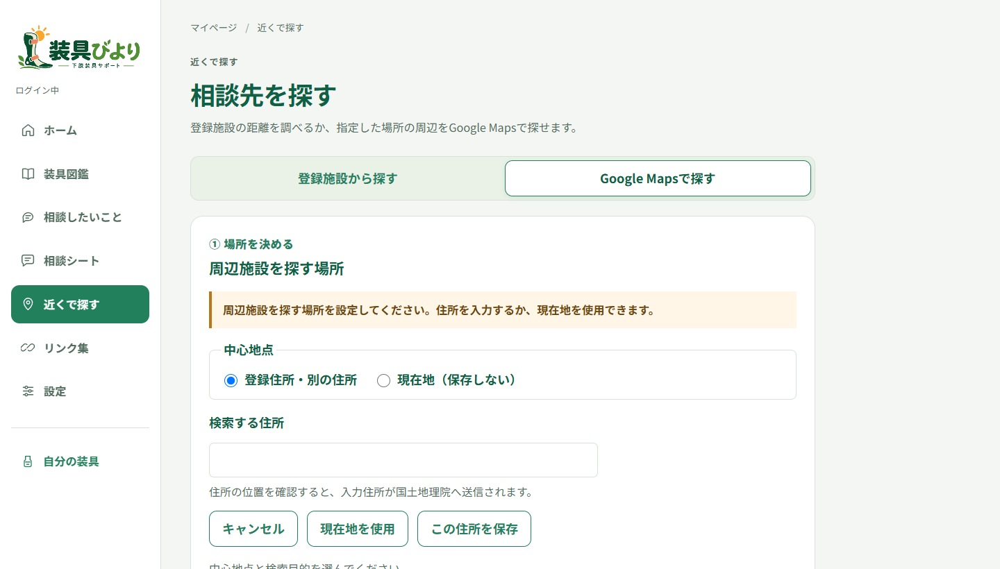 装具びより
下肢装具サポート
ログイン中
ホーム
装具図鑑
相談したいこと
相談シート
近くで探す
リンク集
設定
自分の装具
マイページ / 近くで探す
近くで探す
相談先を探す
登録施設の距離を調べるか、指定した場所の周辺をGoogle Mapsで探せます。
登録施設から探す
Google Mapsで探す
① 場所を決める
周辺施設を探す場所
周辺施設を探す場所を設定してください。住所を入力するか、現在地を使用できます。
中心地点
登録住所・別の住所
現在地（保存しない）
検索する住所
住所の位置を確認すると、入力住所が国土地理院へ送信されます。
キャンセル
現在地を使用
この住所を保存
中心地点と検索目的を選んでください